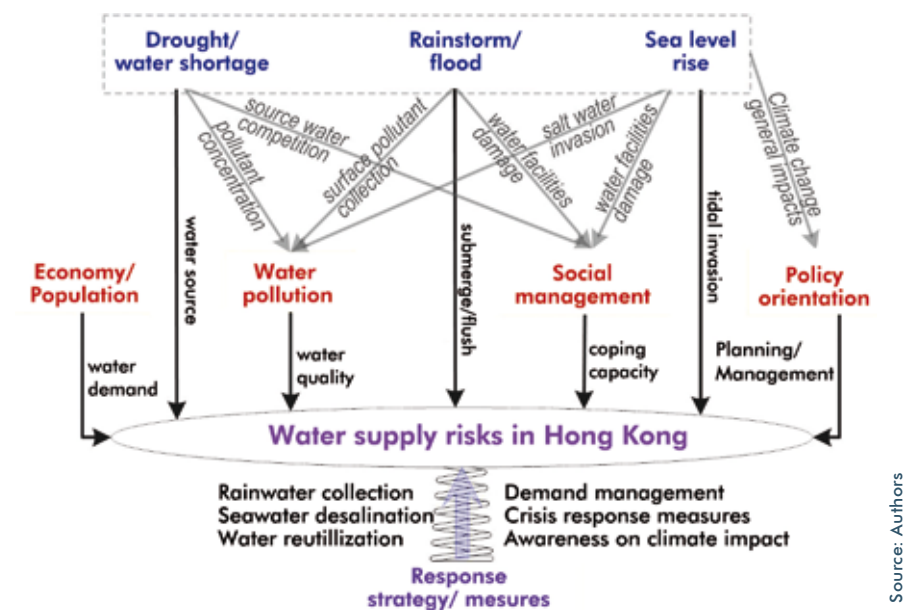 Drought/
water shortage
Rainstorm/
flood
Sea level
rise
source water
competition
pollutant
concentration
surface pollutant
collection
water facilities
damage
salt water
invasion
water facilities
damage
Climate change
general impacts
water source
submerge/flush
tidal invasion
Economy/
Population
Water
pollution
Social
management
Policy
orientation
water
demand
water
quality
coping
capacity
Planning/
Management
Water supply risks in Hong Kong
Rainwater collection
Seawater desalination
Water reutillization
Demand management
Crisis response measures
Awareness on climate impact
Response
strategy/ mesures
Source: Authors